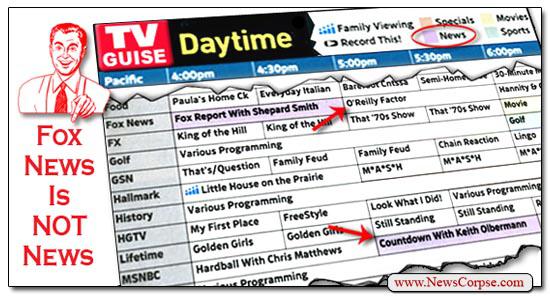 TV
GUISE
Daytime
Family Viewing
Record This!
Specials
News
Movies
Sports
Pacific 4:00pm 4:30pm 5:00pm 5:30pm 6:00pm
Food Paula's Home Ck Everyday Italian Barefoot Cntssa Semi-Home 30-Minute M
Fox News Fox Report With Shepard Smith O'Reilly Factor Hannity & C
FX King of the Hill King of the Hill That '70s Show That '70s Show Movie
Golf Various Programming Golf
GSN That's/Question Family Feud Family Feud Chain Reaction Lingo
Hallmark Little House on the Prairie M*A*S*H M*A*S*H M*A*S*H
History Various Programming
HGTV My First Place FreeStyle Look What I Did! Various Programming
Lifetime Golden Girls Golden Girls Still Standing Still Standing Rep
MSNBC Hardball With Chris Matthews Countdown With Keith Olbermann
Fox
News
Is
NOT
News
www.NewsCorpse.com